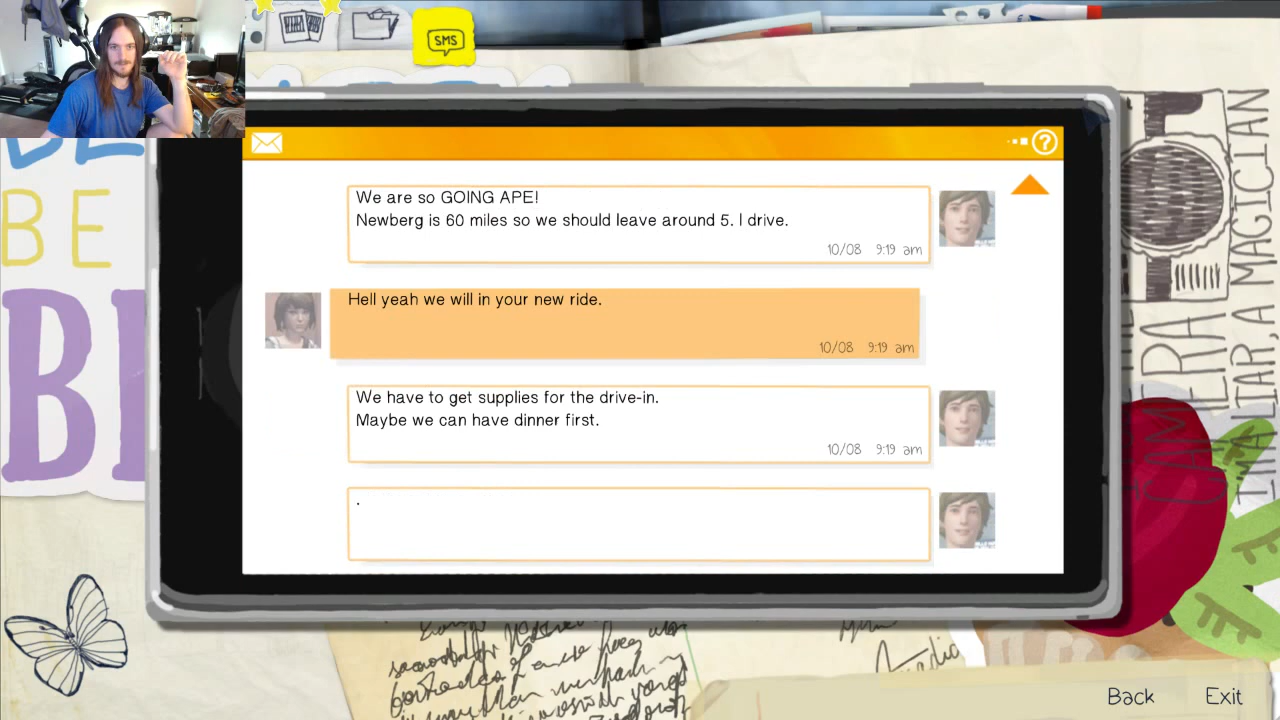 SMS
?
We are so GOING APE!
Newberg is 60 miles so we should leave around 5. I drive.
10/08 9:19 am
Hell yeah we will in your new ride.
10/08 9:19 am
We have to get supplies for the drive-in.
Maybe we can have dinner first.
10/08 9:19 am
.
BE
LIAR, A MAGICIAN
Back
Exit